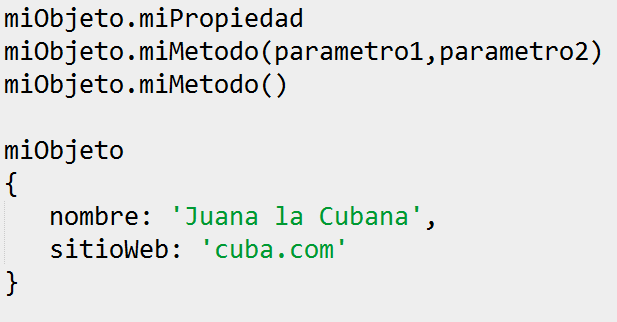 miObjeto.miPropiedad
miObjeto.miMetodo(parametro1,parametro2)
miObjeto.miMetodo()

miObjeto
{
   nombre: 'Juana la Cubana',
   sitioWeb: 'cuba.com'
}